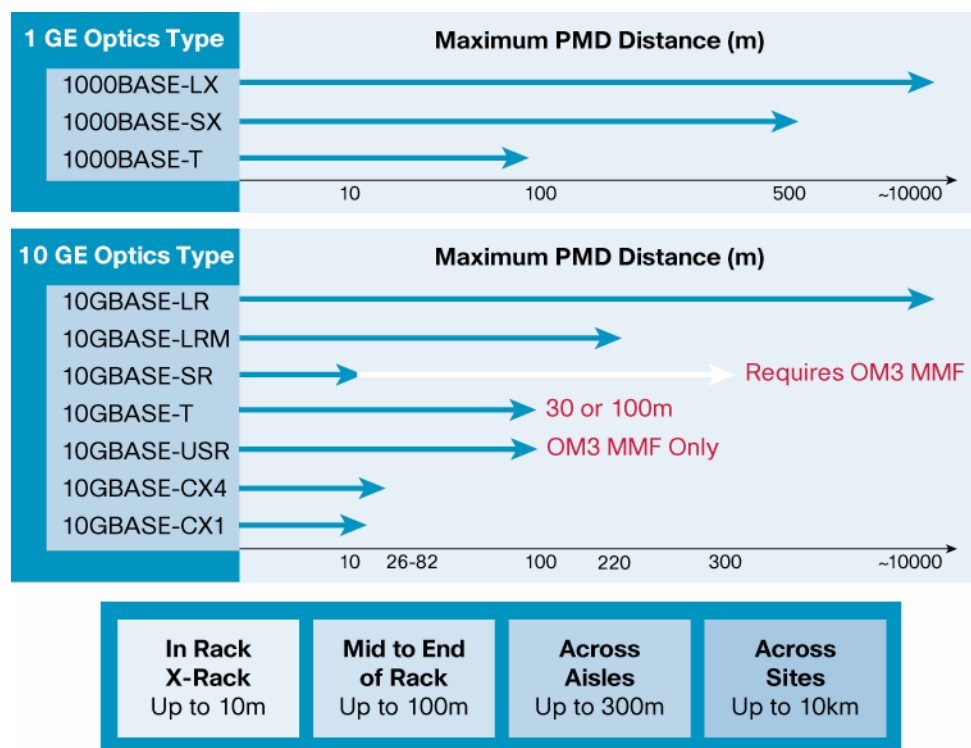 1 GE Optics Type
Maximum PMD Distance (m)
1000BASE-LX
1000BASE-SX
1000BASE-T
10 100 500 ~10000
10 GE Optics Type
Maximum PMD Distance (m)
10GBASE-LR
10GBASE-LRM
10GBASE-SR Requires OM3 MMF
10GBASE-T 30 or 100m
10GBASE-USR OM3 MMF Only
10GBASE-CX4
10GBASE-CX1
10 26-82 100 220 300 ~10000
In Rack
X-Rack
Up to 10m
Mid to End
of Rack
Up to 100m
Across
Aisles
Up to 300m
Across
Sites
Up to 10km